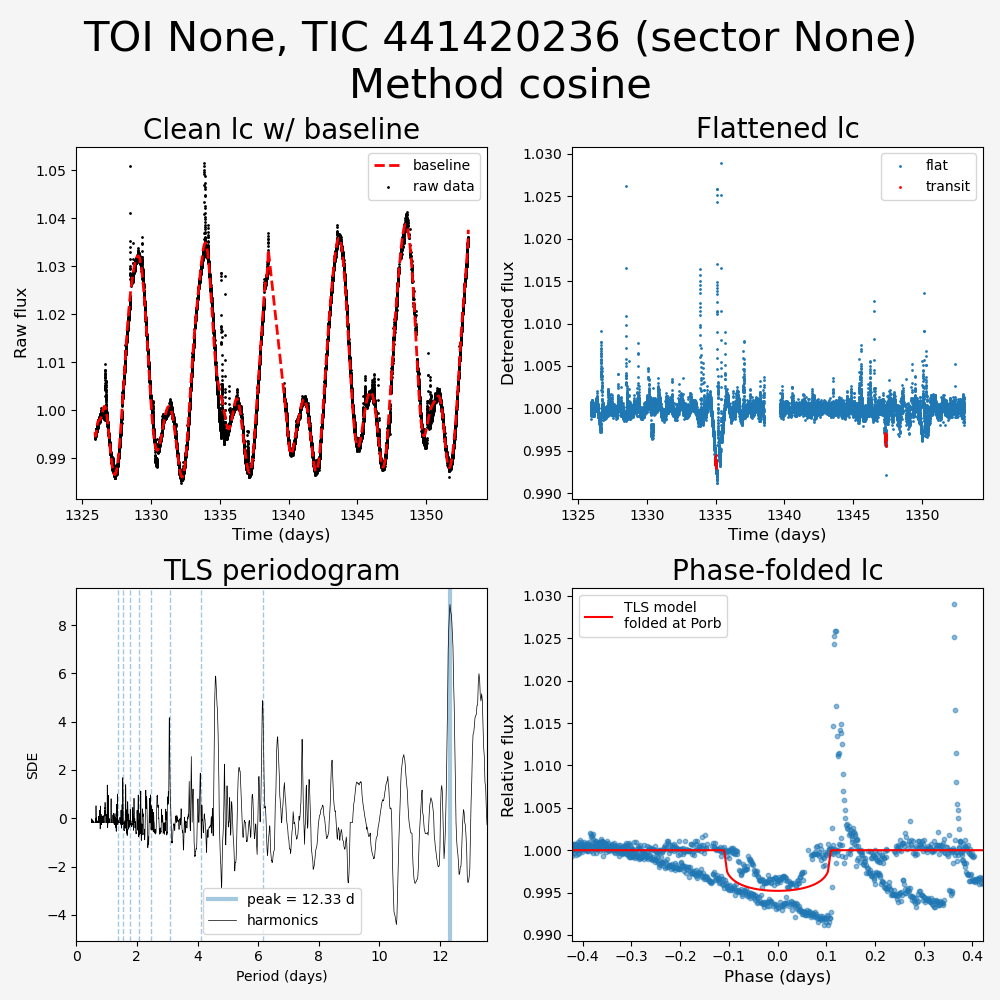 TOI None, TIC 441420236 (sector None)
Method cosine
Clean lc w/ baseline
Flattened lc
baseline
raw data
flat
transit
Raw flux
1.05
1.04
1.03
1.02
1.01
1.00
0.99
1325
1330
1335
1340
1345
1350
Time (days)
Detrended flux
1.030
1.025
1.020
1.015
1.010
1.005
1.000
0.995
0.990
1325
1330
1335
1340
1345
1350
Time (days)
TLS periodogram
Phase-folded lc
SDE
8
6
4
2
0
−2
−4
peak = 12.33 d
harmonics
0
2
4
6
8
10
12
Period (days)
TLS model
folded at Porb
Relative flux
1.030
1.025
1.020
1.015
1.010
1.005
1.000
0.995
0.990
−0.4
−0.3
−0.2
−0.1
0.0
0.1
0.2
0.3
0.4
Phase (days)